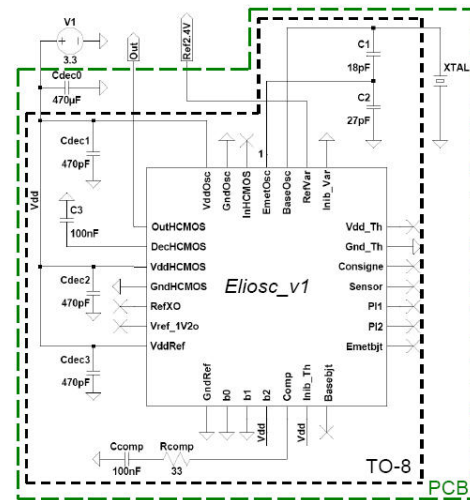 V1
3.3
Out
Ref2.4V
Cdec0
470µF
C1
18pF
XTAL
C2
27pF
Cdec1
470pF
Vdd
C3
100nF
1
VddOsc
GndOsc
InHCMOS
EmetOsc
BaseOsc
RefVar
Inib_Var
OutHCMOS
DecHCMOS
VddHCMOS
GndHCMOS
RefXO
Vref_1V2o
VddRef
Eliosc_v1
Vdd_Th
Gnd_Th
Consigne
Sensor
PI1
PI2
Emetbjt
Cdec2
470pF
Cdec3
470pF
GndRef
b0
b1
b2
Comp
Inib_Th
Basebjt
Vdd
Vdd
Ccomp
100nF
Rcomp
33
TO-8
PCB